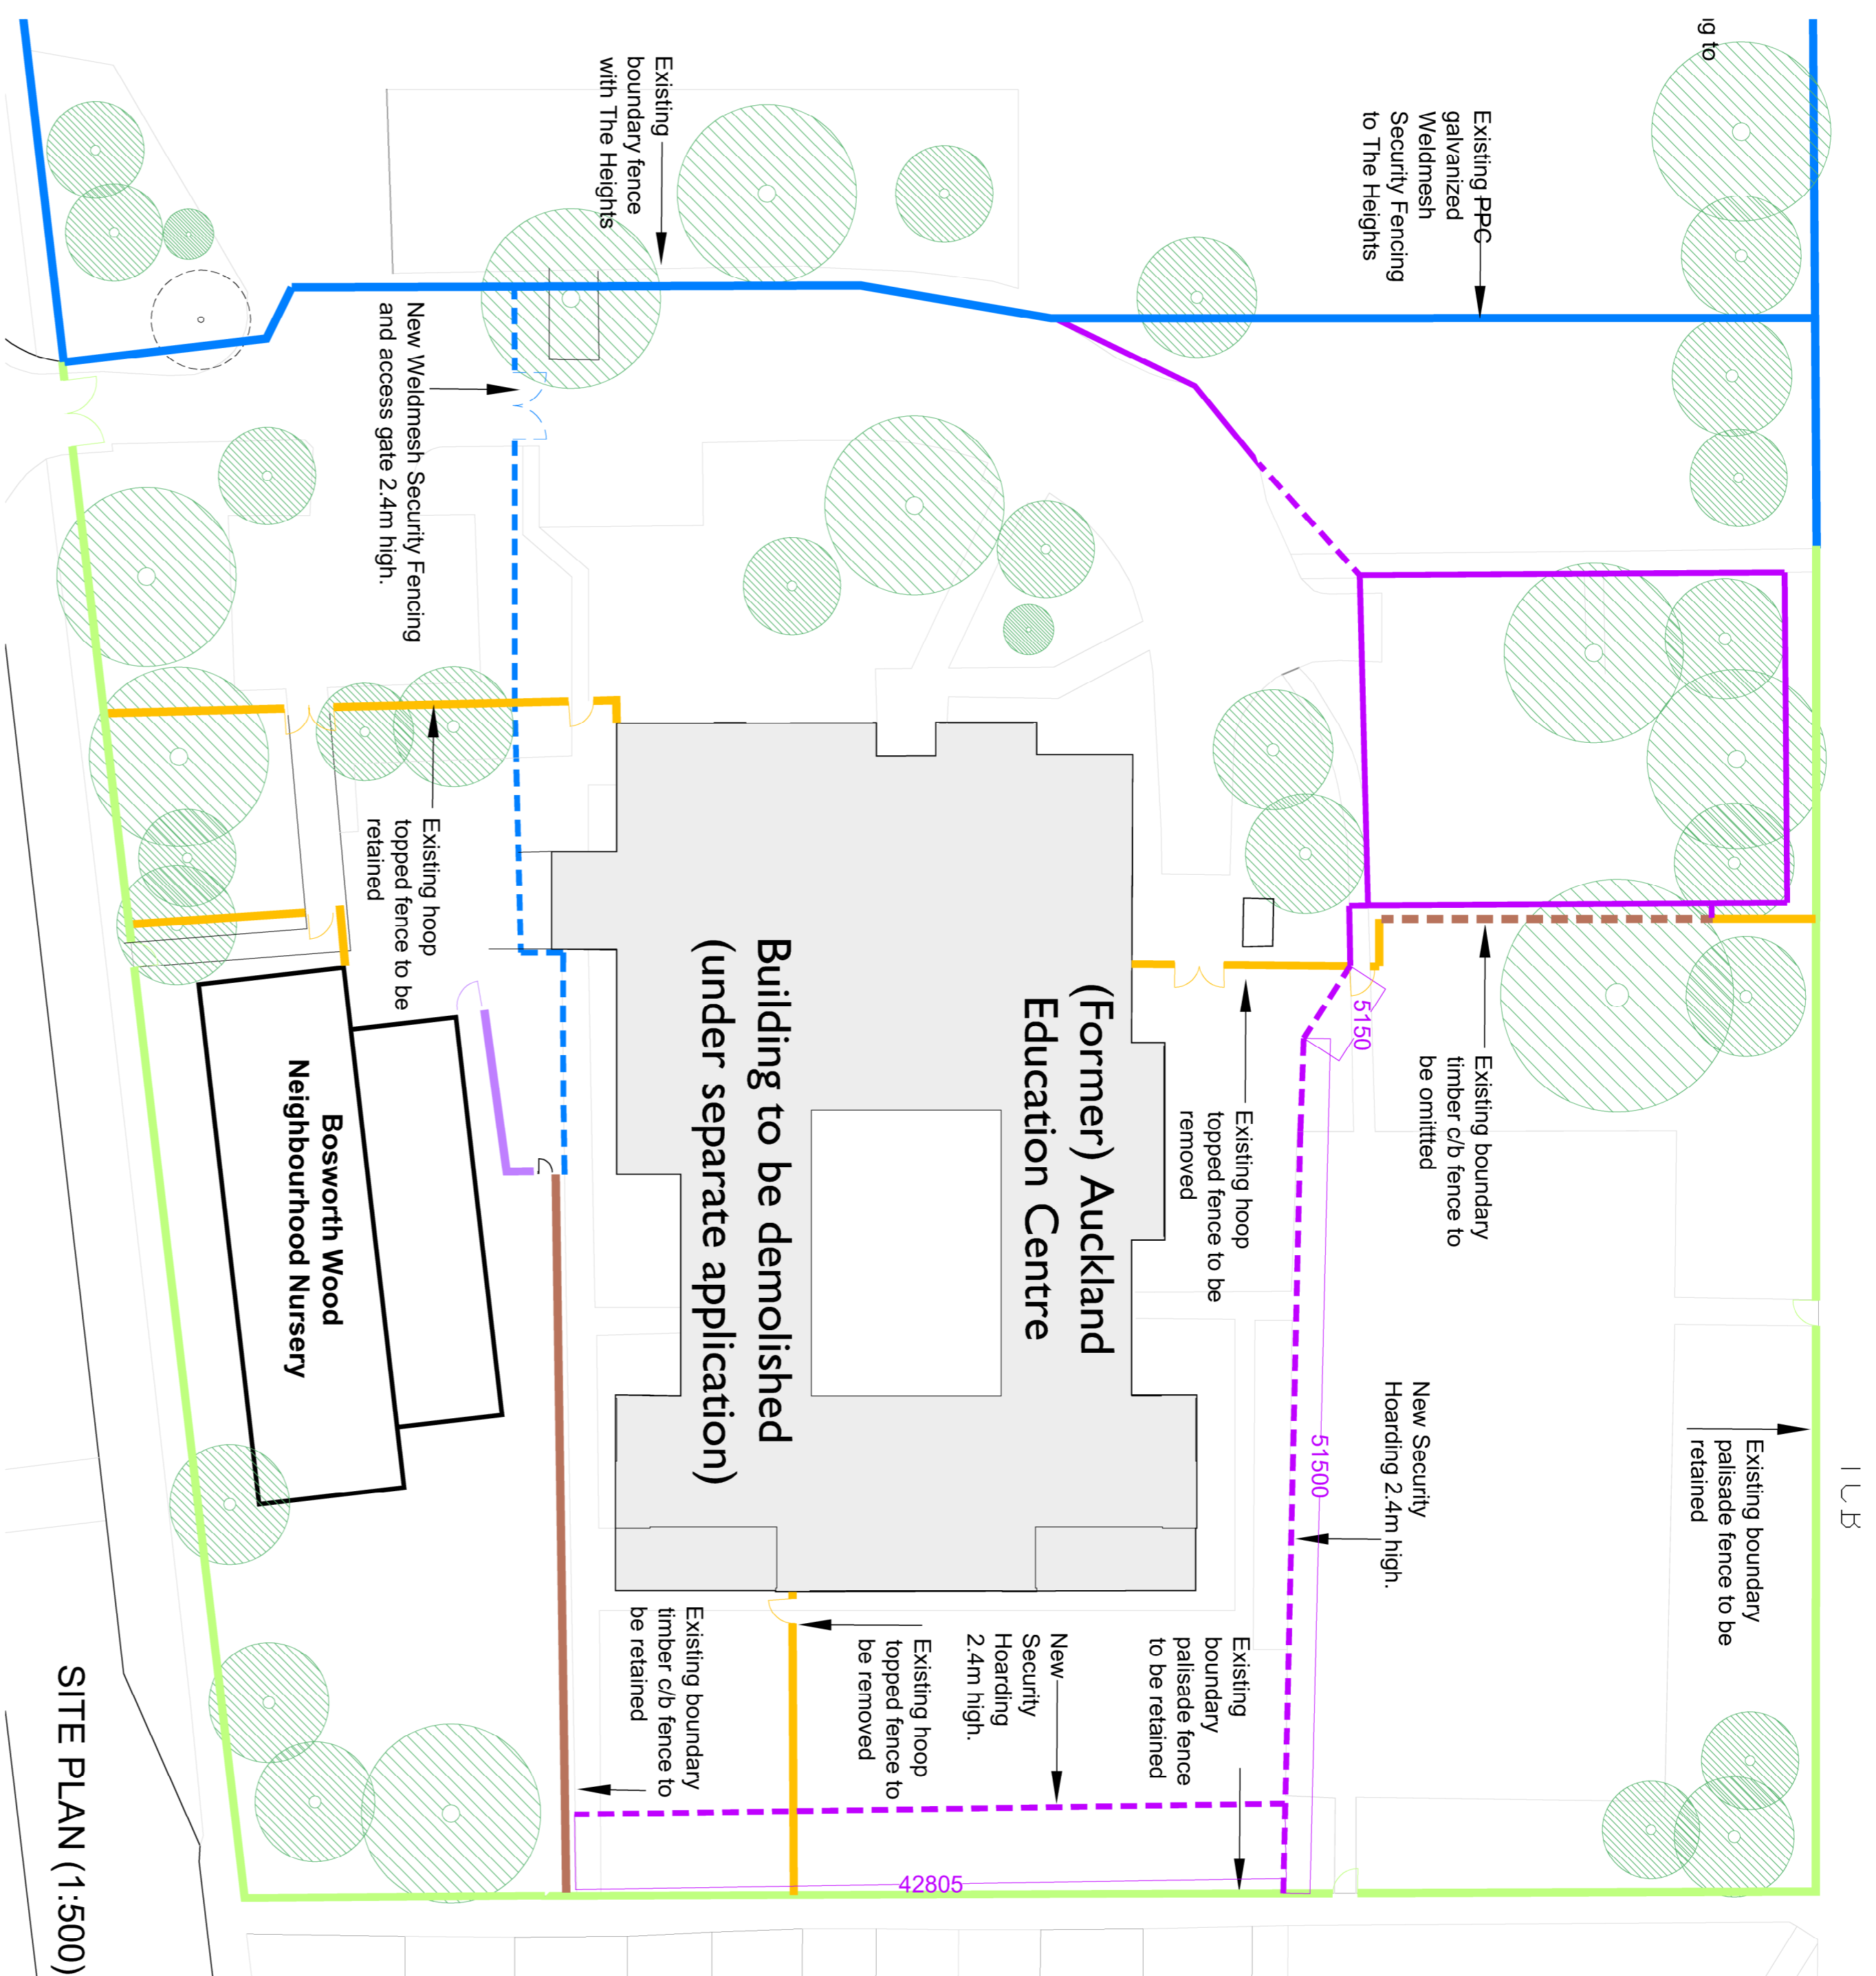 ig to
Existing PPC
galvanized
Weldmesh
Security Fencing
to The Heights
Existing
boundary fence
with The Heights
New Weldmesh Security Fencing
and access gate 2.4m high.
Existing hoop
topped fence to be
retained
(Former) Auckland
Education Centre
Building to be demolished
(under separate application)
Bosworth Wood
Neighbourhood Nursery
5150
Existing boundary
timber c/b fence to
be omittted
Existing hoop
topped fence to be
removed
New Security
Hoarding 2.4m high.
51500
Existing boundary
palisade fence to be
retained
Existing
boundary
palisade fence
to be retained
New
Security
Hoarding
2.4m high.
Existing hoop
topped fence to
be removed
Existing boundary
timber c/b fence to
be retained
42805
SITE PLAN (1:500)